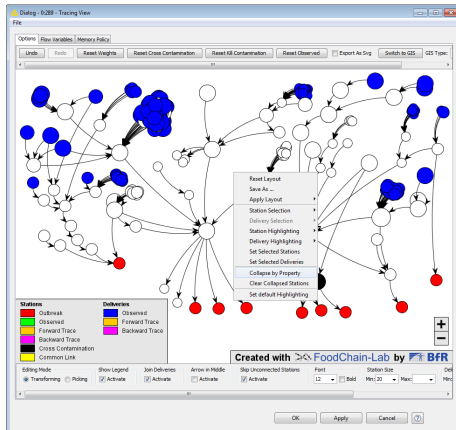 Dialog - 0:289 - Tracing View
File
Options Flow Variables Memory Policy
Undo Redo Reset Weights Reset Cross Contamination Reset Kill Contamination Reset Observed Export As Svg Switch to GIS GIS Type:
Reset Layout
Save As ...
Apply Layout
Station Selection
Delivery Selection
Station Highlighting
Delivery Highlighting
Set Selected Stations
Set Selected Deliveries
Collapse by Property
Clear Collapsed Stations
Set default Highlighting
Stations Deliveries
Outbreak Observed
Observed Forward Trace
Forward Trace Backward Trace
Backward Trace
Cross Contamination
Common Link
+
-
Created with FoodChain-Lab by BfR
Editing Mode Show Legend Join Deliveries Arrow in Middle Skip Unconnected Stations Font Station Size Deli
Transforming Picking Activate Activate Activate Activate 12 Bold Min: 20 Max: Min:
OK Apply Cancel ?